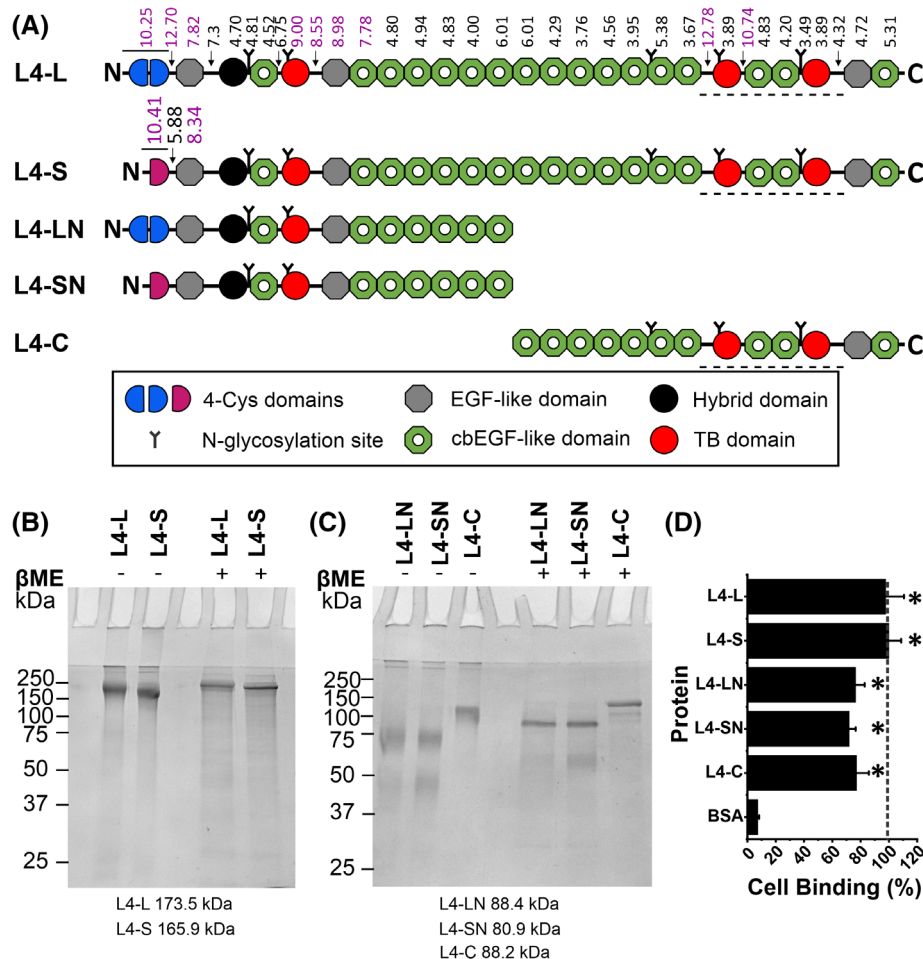 (A)
10.25 12.70 7.82 7.3 4.70 4.81 4.52 6.75 9.00 8.55 8.98 7.78 4.80 4.94 4.83 4.00 6.01 6.01 4.29 3.76 4.56 3.95 5.38 3.67 12.78 3.89 10.74 4.83 4.20 3.49 3.89 4.32 4.72 5.31
L4-L N C
10.41 5.88 8.34
L4-S N C
L4-LN N
L4-SN N
L4-C C
4-Cys domains EGF-like domain Hybrid domain
N-glycosylation site cbEGF-like domain TB domain
(B)
L4-L L4-S L4-L L4-S
βME - - + +
kDa
250
150
100
75
50
37
25
L4-L 173.5 kDa
L4-S 165.9 kDa
(C)
L4-LN L4-SN L4-C L4-LN L4-SN L4-C
βME - - - + + +
kDa
250
150
100
75
50
37
25
L4-LN 88.4 kDa
L4-SN 80.9 kDa
L4-C 88.2 kDa
(D)
Protein
L4-L *
L4-S *
L4-LN *
L4-SN *
L4-C *
BSA
0 20 40 60 80 100 120
Cell Binding (%)